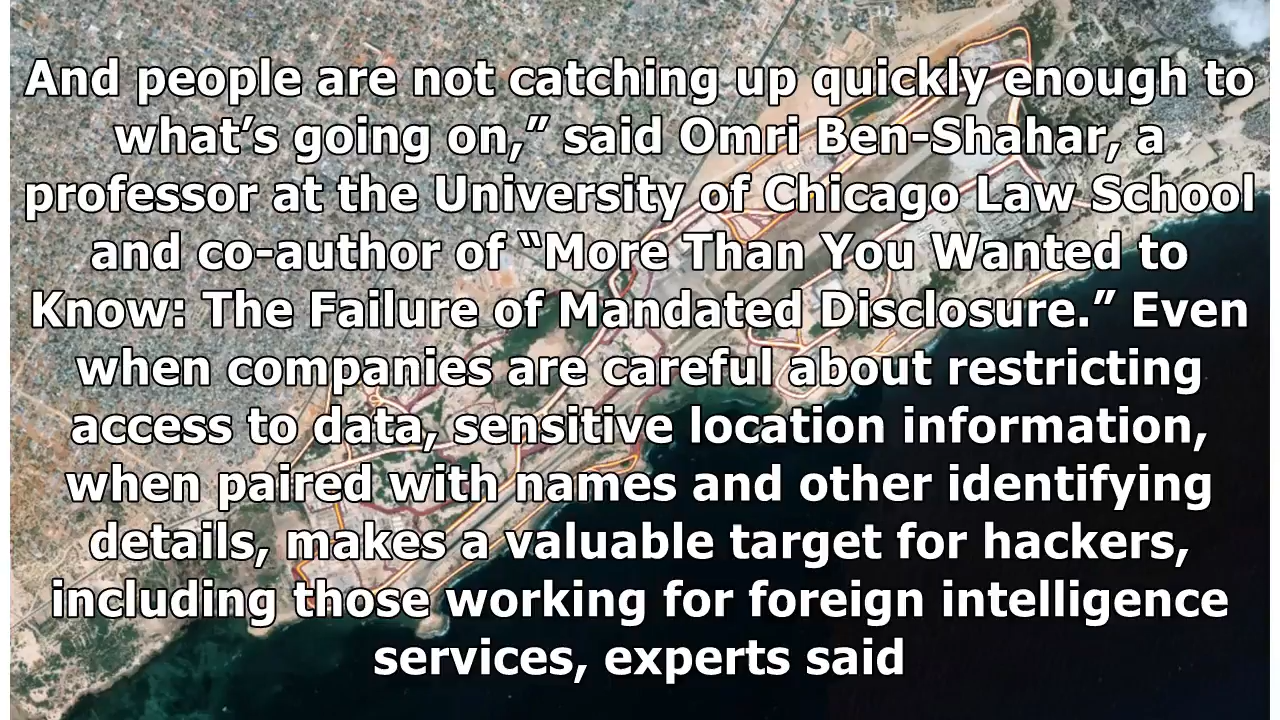 And people are not catching up quickly enough to
what’s going on,” said Omri Ben-Shahar, a
professor at the University of Chicago Law School
and co-author of “More Than You Wanted to
Know: The Failure of Mandated Disclosure.” Even
when companies are careful about restricting
access to data, sensitive location information,
when paired with names and other identifying
details, makes a valuable target for hackers,
including those working for foreign intelligence
services, experts said